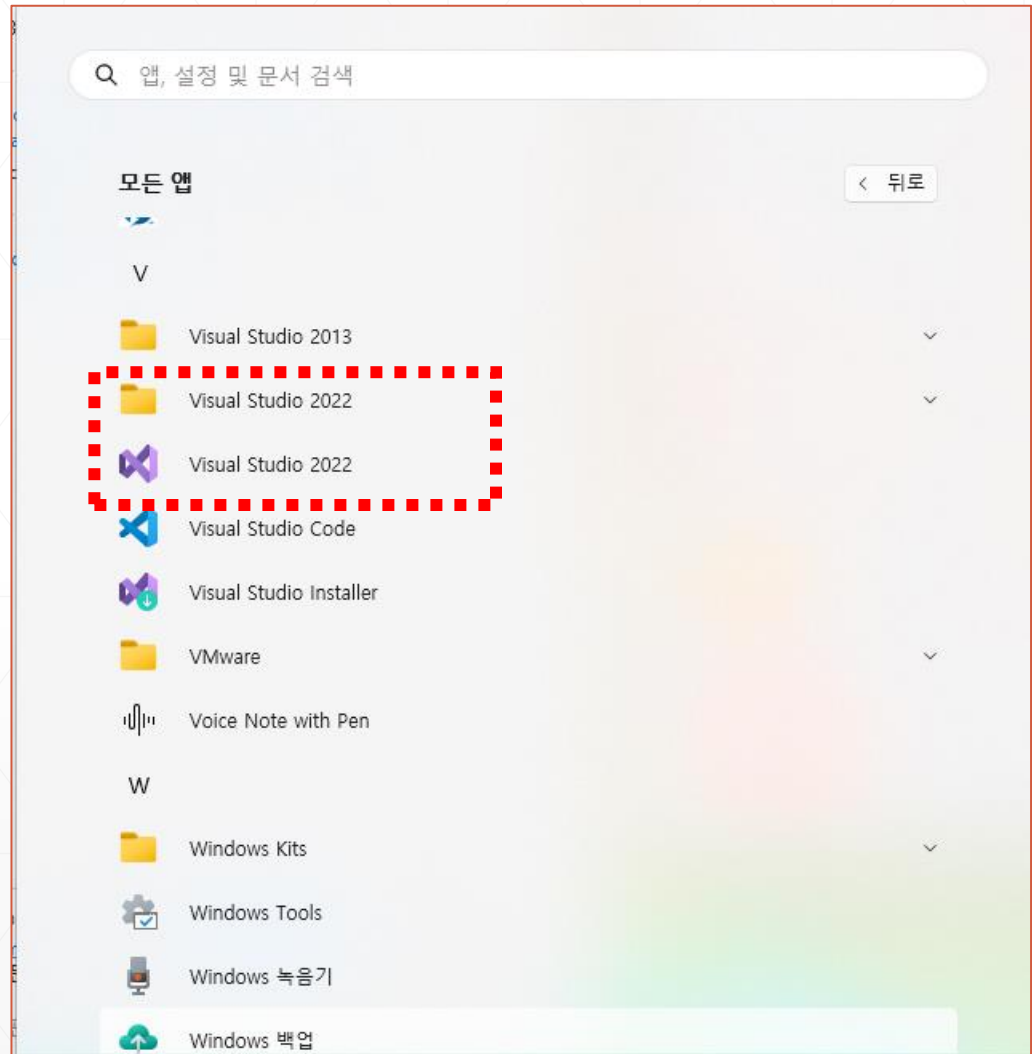 앱, 설정 및 문서 검색
모든 앱
< 뒤로
V
Visual Studio 2013
Visual Studio 2022
Visual Studio 2022
Visual Studio Code
Visual Studio Installer
VMware
Voice Note with Pen
W
Windows Kits
Windows Tools
Windows 녹음기
Windows 백업